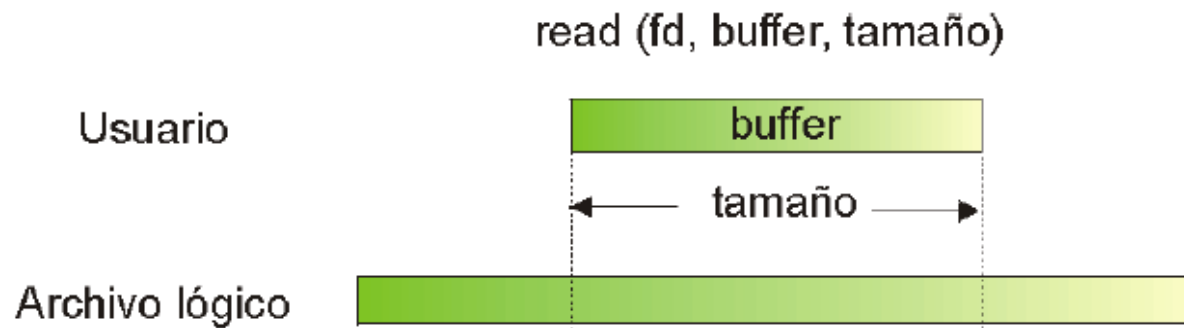 read (fd, buffer, tamaño)
Usuario
buffer
tamaño
Archivo lógico